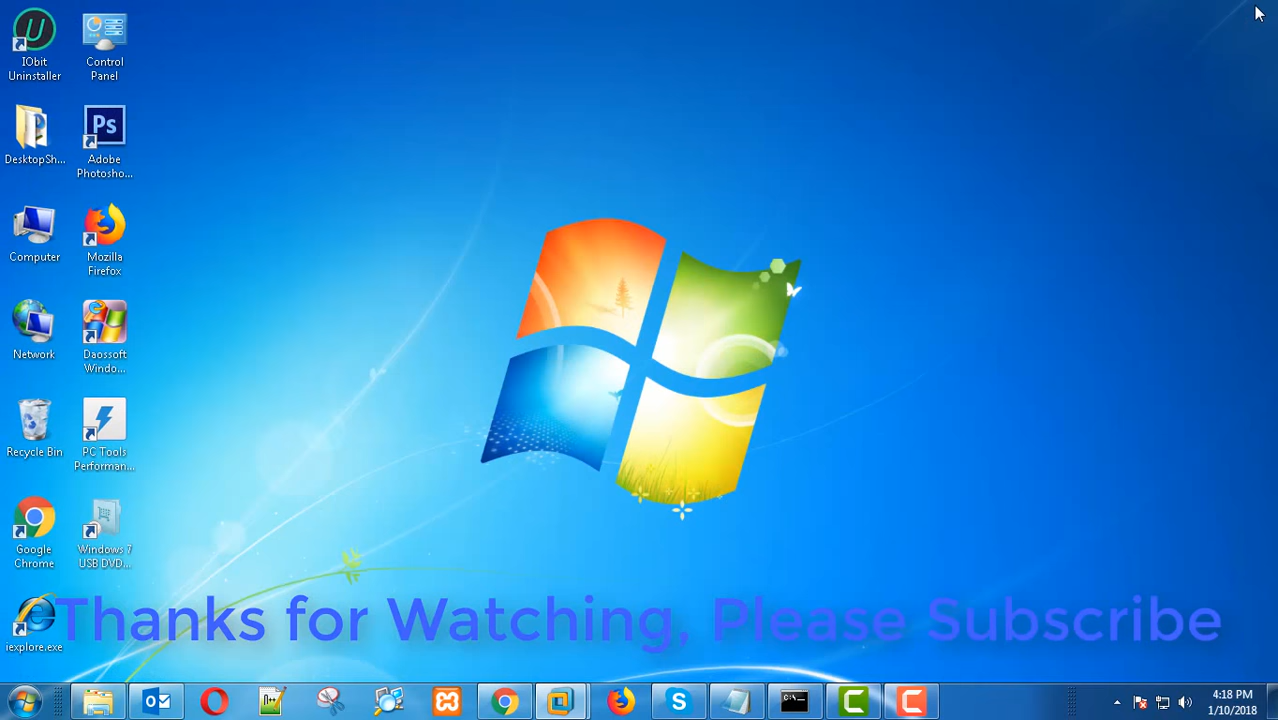 IObit
Uninstaller
Control
Panel
DesktopSh...
Ps
Adobe
Photosho...
Computer
Mozilla
Firefox
Network
Daossoft
Windo...
Recycle Bin
PC Tools
Performan...
Google
Chrome
Windows 7
USB DVD...
iexplore.exe
Thanks for Watching, Please Subscribe
4:18 PM
1/10/2018